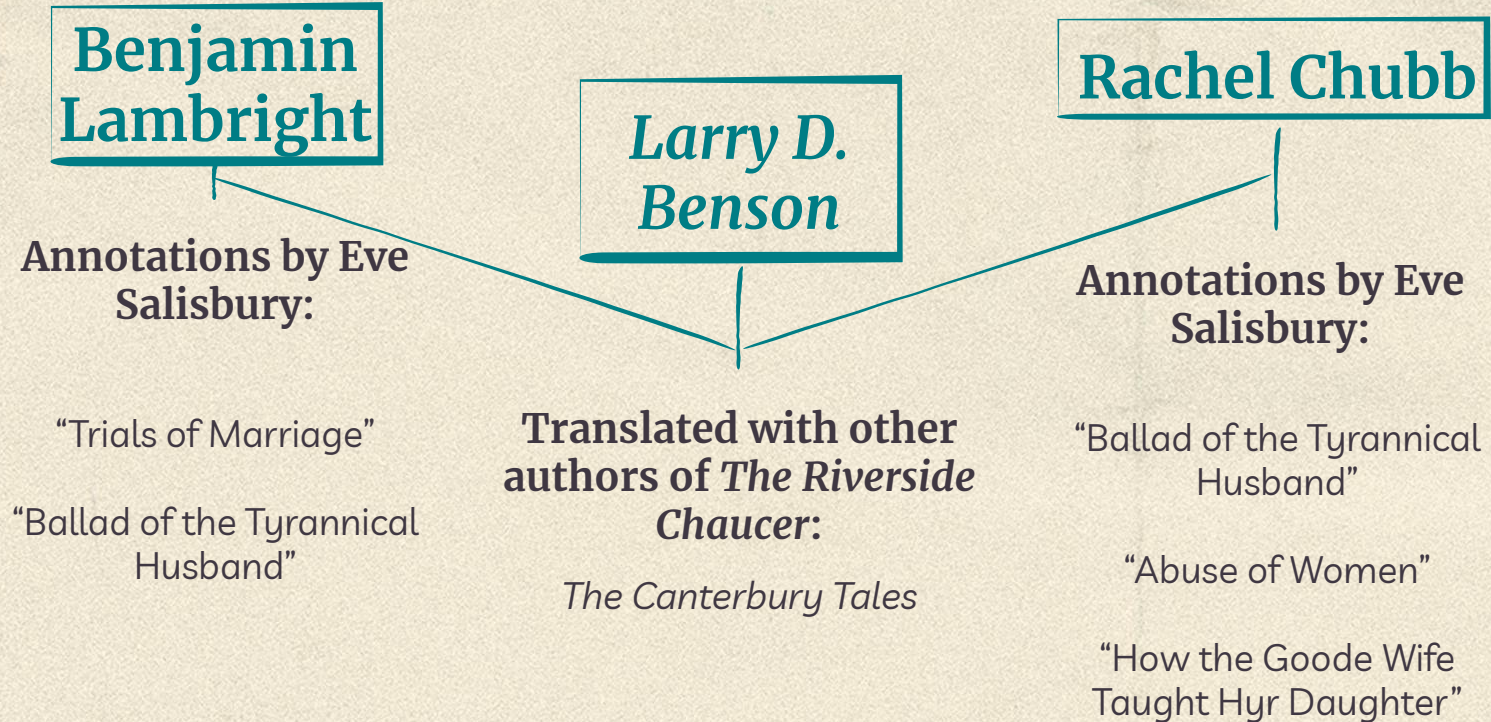 Benjamin
Lambright
Annotations by Eve
Salisbury:
“Trials of Marriage”
“Ballad of the Tyrannical
Husband”
Larry D.
Benson
Translated with other
authors of The Riverside
Chaucer:
The Canterbury Tales
Rachel Chubb
Annotations by Eve
Salisbury:
“Ballad of the Tyrannical
Husband”
“Abuse of Women”
“How the Goode Wife
Taught Hyr Daughter”